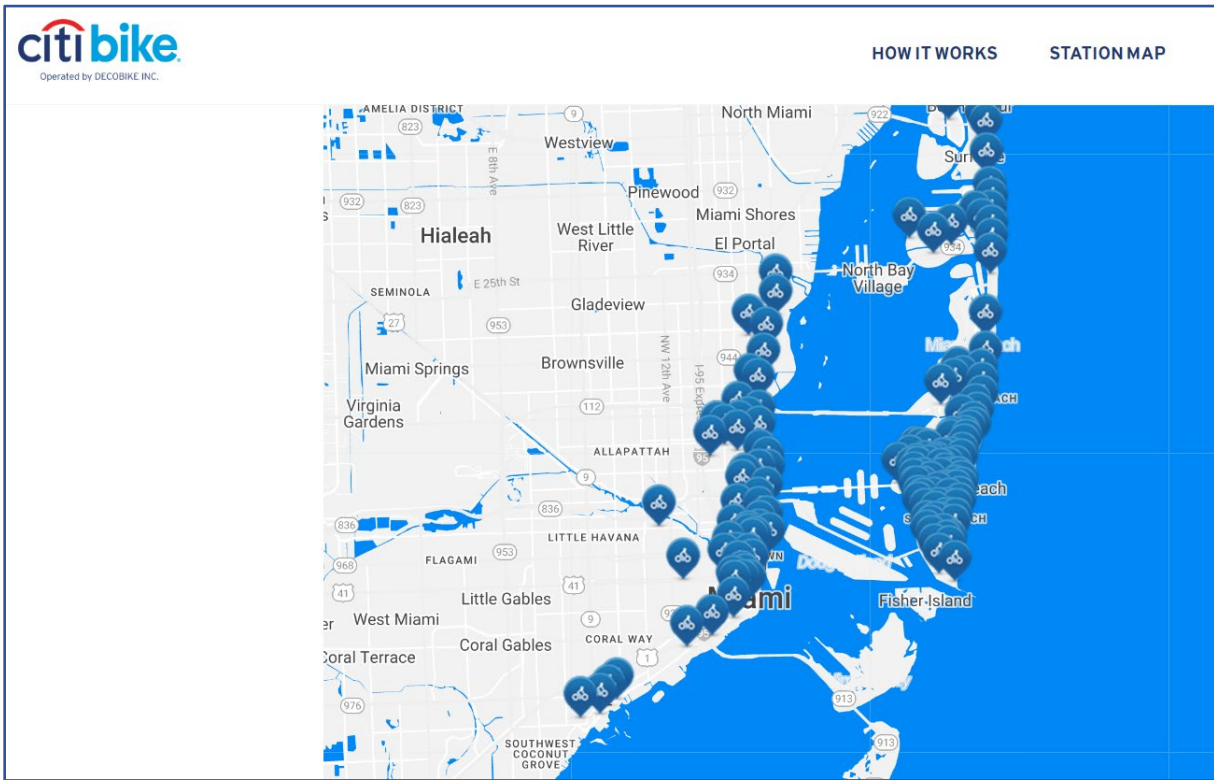 citi bike
Operated by DECOBIKE INC.
HOW IT WORKS
STATION MAP
AMELIA DISTRICT
823
9
North Miami
922
Westview
E 8th Ave
Pinewood
932
932
823
Miami Shores
Hialeah
West Little
River
El Portal
934
934
North Bay
Village
E 25th St
SEMINOLA
Gladeview
27
953
NW 12th Ave
944
Miami Springs
Brownsville
Virginia
Gardens
112
ALLAPATTAH
95
9
836
836
LITTLE HAVANA
FLAGAMI
953
968
41
41
Little Gables
Fisher Island
West Miami
9
Coral Gables
CORAL WAY
1
Coral Terrace
976
913
913
SOUTHWEST
COCONUT
GROVE